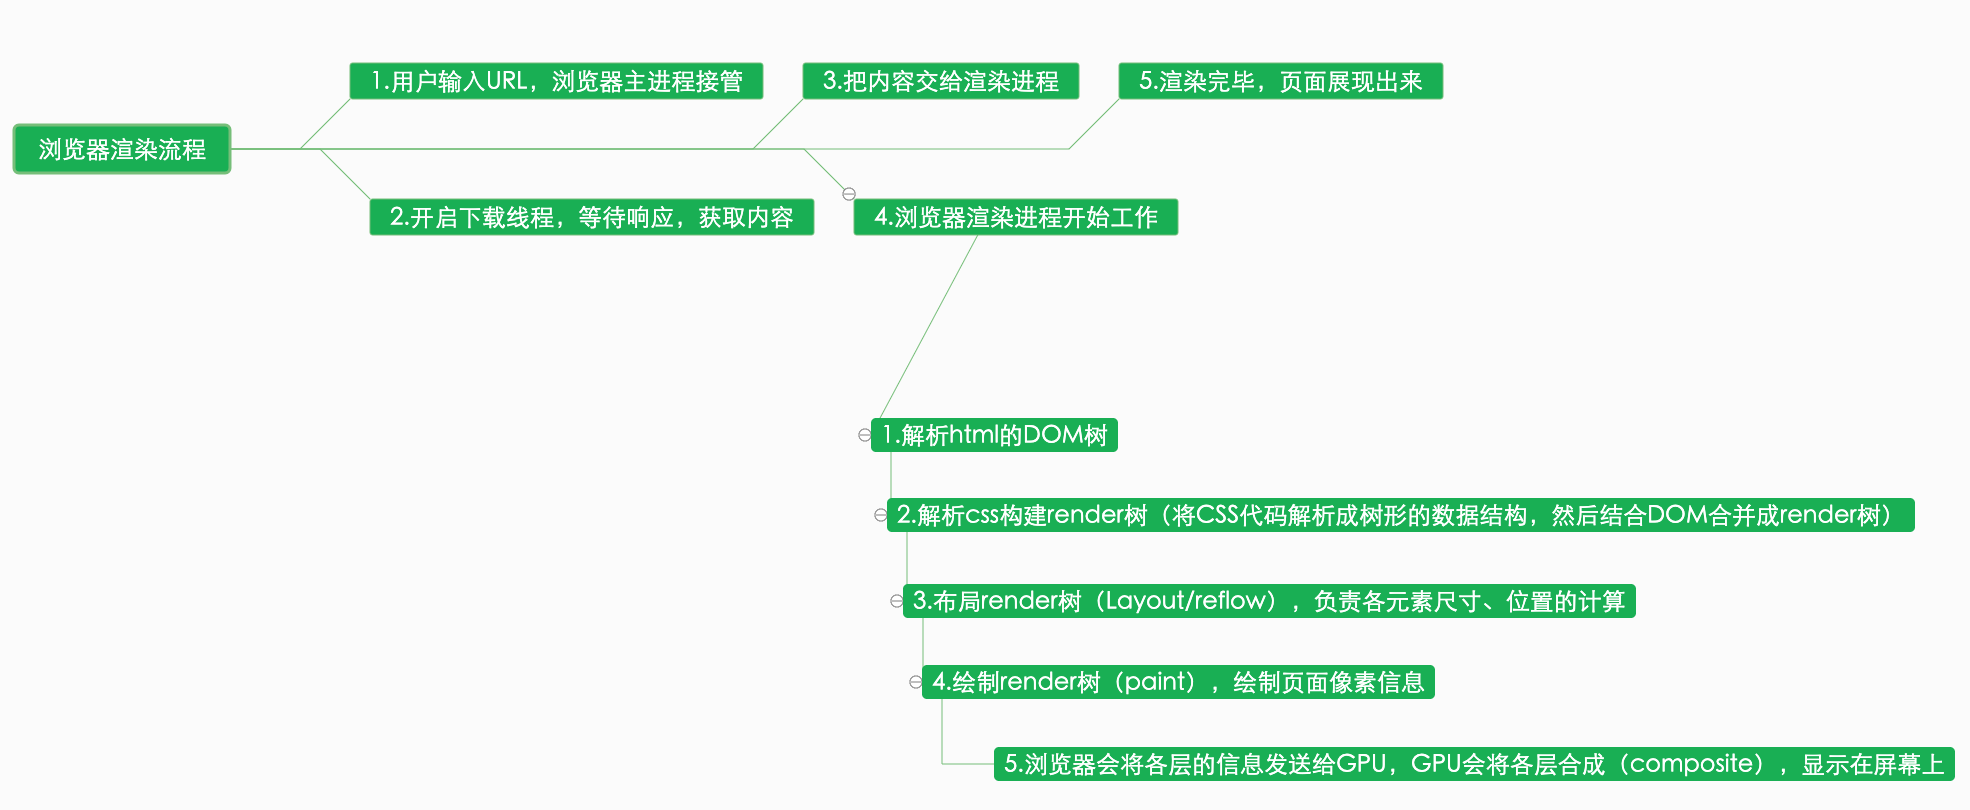 浏览器渲染流程
1.用户输入URL，浏览器主进程接管
2.开启下载线程，等待响应，获取内容
3.把内容交给渲染进程
4.浏览器渲染进程开始工作
1.解析html的DOM树
2.解析css构建render树（将CSS代码解析成树形的数据结构，然后结合DOM合并成render树）
3.布局render树（Layout/reflow），负责各元素尺寸、位置的计算
4.绘制render树（paint），绘制页面像素信息
5.浏览器会将各层的信息发送给GPU，GPU会将各层合成（composite），显示在屏幕上
5.渲染完毕，页面展现出来